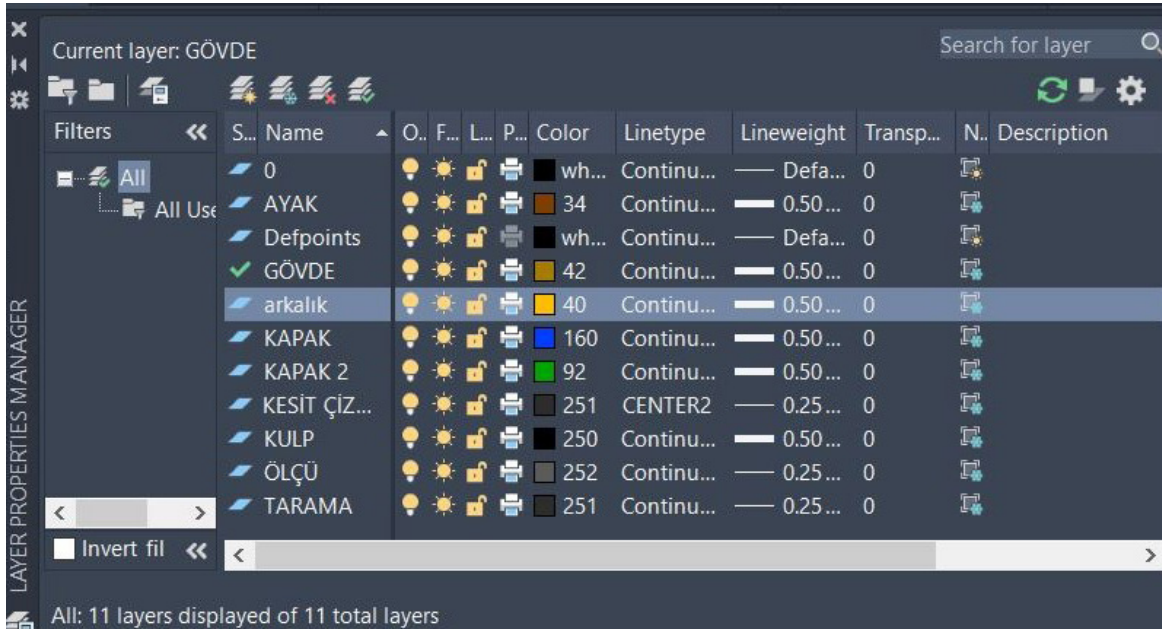 Current layer: GÖVDE
Search for layer
Filters
All
All Use
S.. Name O.. F... L... P... Color Linetype Lineweight Transp... N.. Description
0 wh... Continu... Defa... 0
AYAK 34 Continu... 0.50... 0
Defpoints wh... Continu... Defa... 0
GÖVDE 42 Continu... 0.50... 0
arkalık 40 Continu... 0.50... 0
KAPAK 160 Continu... 0.50... 0
KAPAK 2 92 Continu... 0.50... 0
KESİT ÇİZ... 251 CENTER2 0.25... 0
KULP 250 Continu... 0.50... 0
ÖLÇÜ 252 Continu... 0.25... 0
TARAMA 251 Continu... 0.25... 0
Invert fil
LAYER PROPERTIES MANAGER
All: 11 layers displayed of 11 total layers